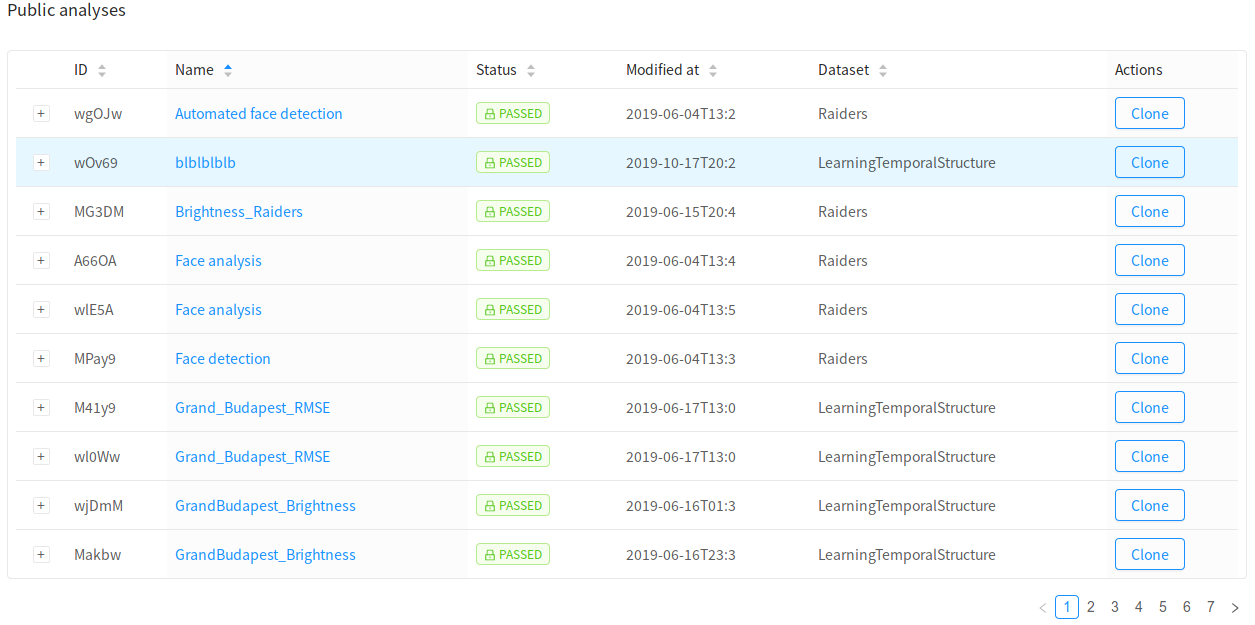 Public analyses
ID Name Status Modified at Dataset Actions
+ wgOJw Automated face detection PASSED 2019-06-04T13:2 Raiders Clone
+ wOv69 blblblblb PASSED 2019-10-17T20:2 LearningTemporalStructure Clone
+ MG3DM Brightness_Raiders PASSED 2019-06-15T20:4 Raiders Clone
+ A66OA Face analysis PASSED 2019-06-04T13:4 Raiders Clone
+ wlE5A Face analysis PASSED 2019-06-04T13:5 Raiders Clone
+ MPay9 Face detection PASSED 2019-06-04T13:3 Raiders Clone
+ M41y9 Grand_Budapest_RMSE PASSED 2019-06-17T13:0 LearningTemporalStructure Clone
+ wl0Ww Grand_Budapest_RMSE PASSED 2019-06-17T13:0 LearningTemporalStructure Clone
+ wjDmM GrandBudapest_Brightness PASSED 2019-06-16T01:3 LearningTemporalStructure Clone
+ Makbw GrandBudapest_Brightness PASSED 2019-06-16T23:3 LearningTemporalStructure Clone
< 1 2 3 4 5 6 7 >